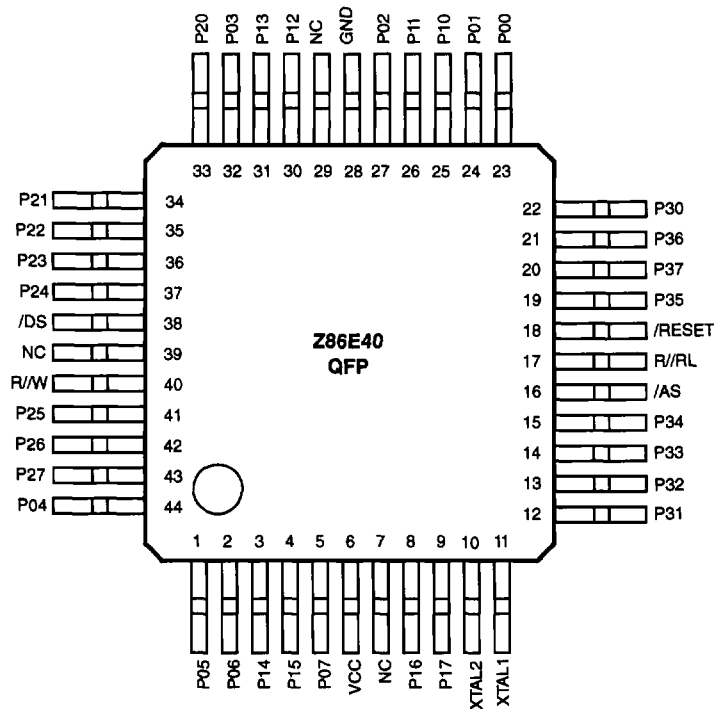 P20 P03 P13 P12 NC GND P02 P11 P10 P01 P00
33 32 31 30 29 28 27 26 25 24 23
P21 34
P22 35
P23 36
P24 37
/DS 38
NC 39
R//W 40
P25 41
P26 42
P27 43
P04 44
Z86E40
QFP
22 P30
21 P36
20 P37
19 P35
18 /RESET
17 R//RL
16 /AS
15 P34
14 P33
13 P32
12 P31
1 2 3 4 5 6 7 8 9 10 11
P05 P06 P14 P15 P07 VCC NC P16 P17 XTAL2 XTAL1